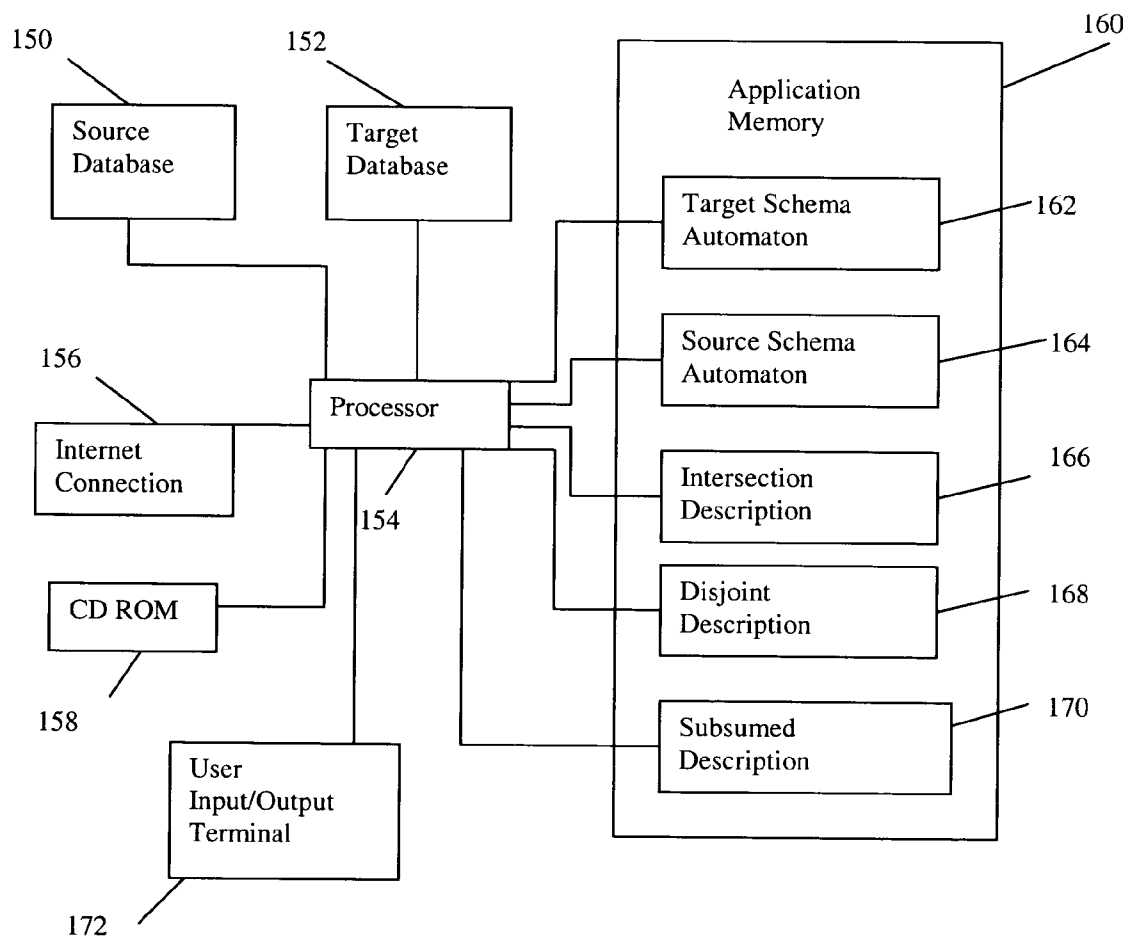 150
152
160
Source
Database
Target
Database
Application
Memory
Target Schema
Automaton
162
Source Schema
Automaton
164
156
Processor
Internet
Connection
154
Intersection
Description
166
CD ROM
158
Disjoint
Description
168
Subsumed
Description
170
User
Input/Output
Terminal
172